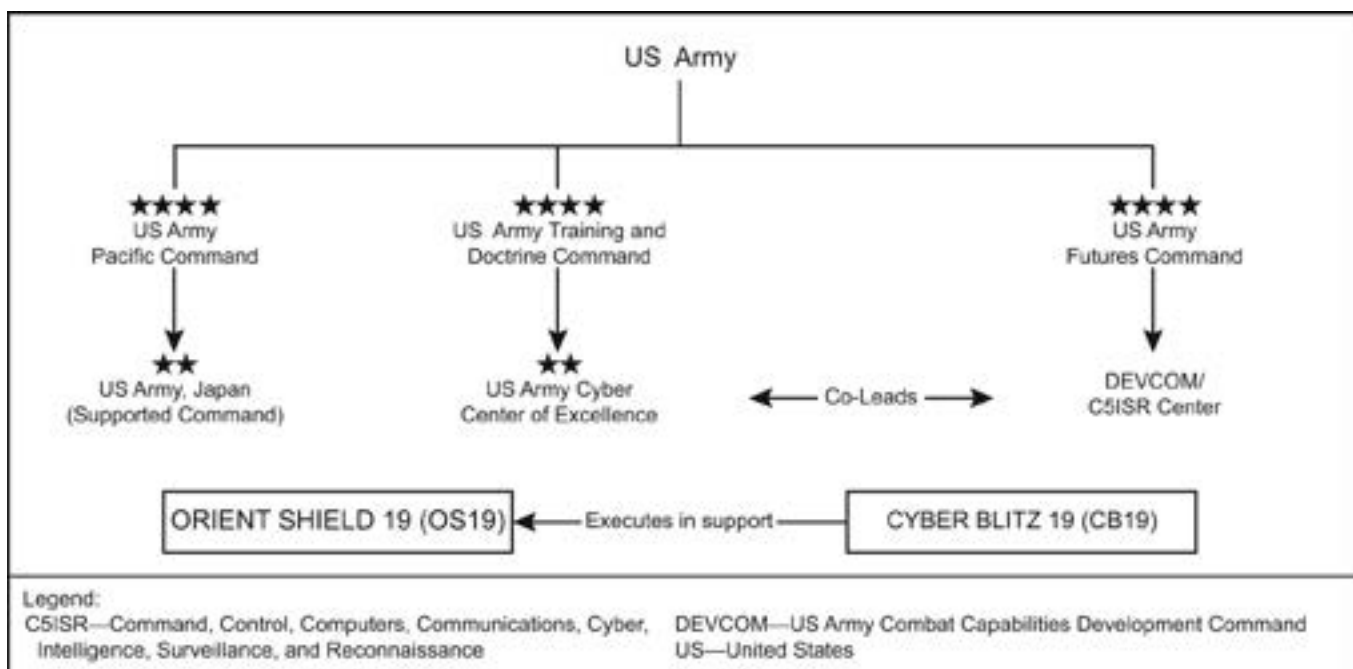 US Army
US Army
Pacific Command
US Army Training and
Doctrine Command
US Army
Futures Command
US Army, Japan
(Supported Command)
US Army Cyber
Center of Excellence
Co-Leads
DEVCOM/
C5ISR Center
ORIENT SHIELD 19 (OS19)
Executes in support
CYBER BLITZ 19 (CB19)
Legend:
C5ISR—Command, Control, Computers, Communications, Cyber,
Intelligence, Surveillance, and Reconnaissance
DEVCOM—US Army Combat Capabilities Development Command
US—United States